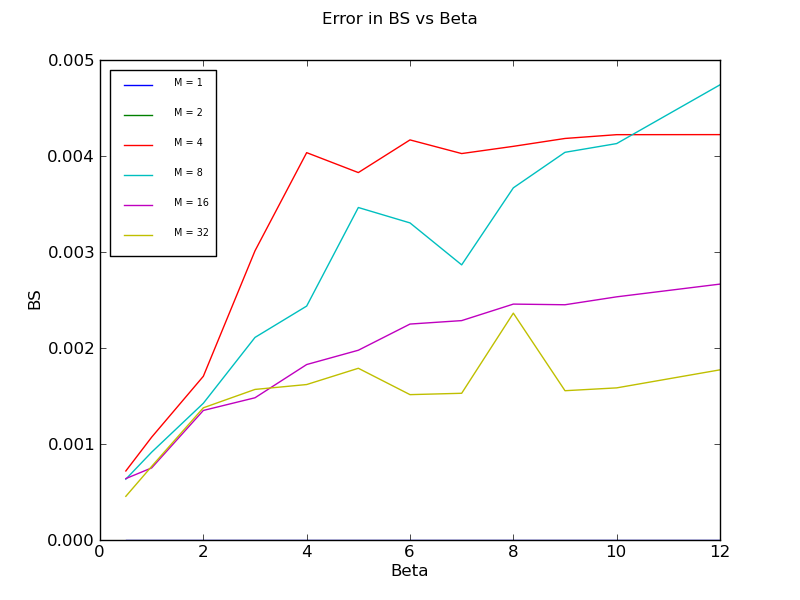 Error in BS vs Beta
0.005
0.004
0.003
0.002
0.001
0.000
BS
M = 1
M = 2
M = 4
M = 8
M = 16
M = 32
0 2 4 6 8 10 12
Beta